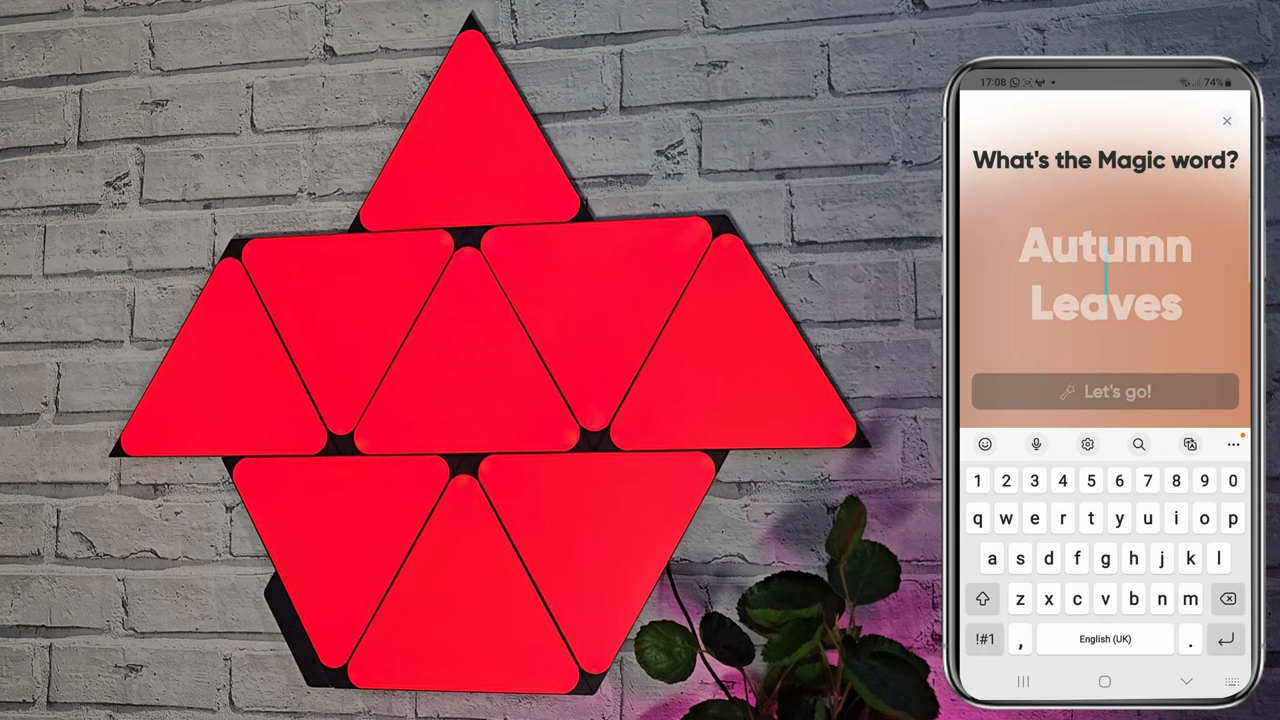 17:08
74%
What's the Magic word?
Autumn
Leaves
Let's go!
1 2 3 4 5 6 7 8 9 0
q w e r t y u i o p
a s d f g h j k l
z x c v b n m
!#1 , English (UK) .